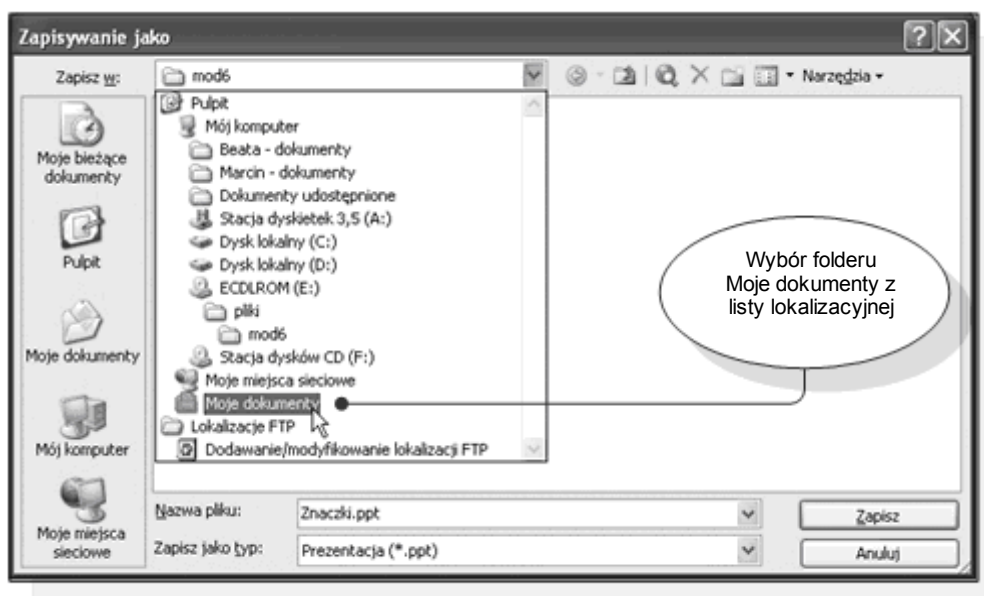 Zapisywanie jako
Zapisz w:
mod6
Narzędzia
Moje bieżące
dokumenty
Pulpit
Moje dokumenty
Mój komputer
Moje miejsca
sieciowe
Pulpit
Mój komputer
Beata - dokumenty
Marcin - dokumenty
Dokumenty udostępnione
Stacja dyskietek 3,5 (A:)
Dysk lokalny (C:)
Dysk lokalny (D:)
ECDLROM (E:)
pliki
mod6
Stacja dysków CD (F:)
Moje miejsca sieciowe
Moje dokumenty
Lokalizacje FTP
Dodawanie/modyfikowanie lokalizacji FTP
Wybór folderu
Moje dokumenty z
listy lokalizacyjnej
Nazwa pliku:
Znaczki.ppt
Zapisz
Zapisz jako typ:
Prezentacja (*.ppt)
Anuluj